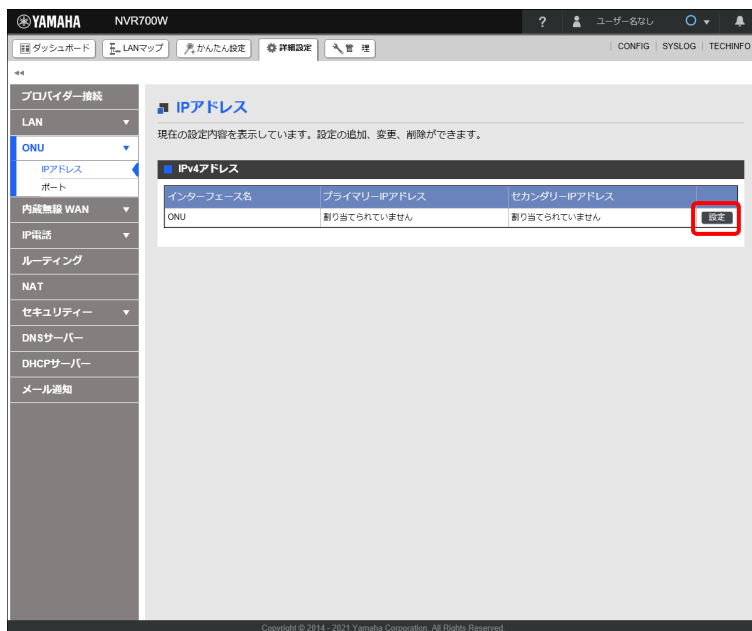 YAMAHA NVR700W ? ユーザーなし
ダッシュボード LANマップ かんたん設定 詳細設定 管 理 CONFIG SYSLOG TECHINFO
プロバイダー接続
LAN
ONU
IPアドレス
ポート
内蔵無線 WAN
IP電話
ルーティング
NAT
セキュリティー
DNSサーバー
DHCPサーバー
メール通知
IPアドレス
現在の設定内容を表示しています。設定の追加、変更、削除ができます。
IPv4アドレス
インターフェース名 プライマリーIPアドレス セカンダリーIPアドレス
ONU 割り当てられていません 割り当てられていません 設定
Copyright © 2014 - 2021 Yamaha Corporation. All Rights Reserved.